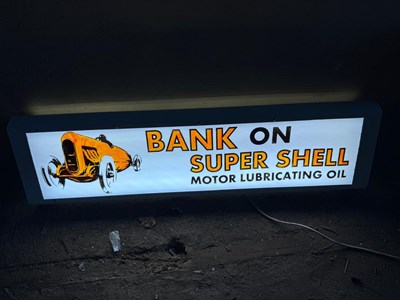 BANK ON
SUPER SHELL
MOTOR LUBRICATING OIL